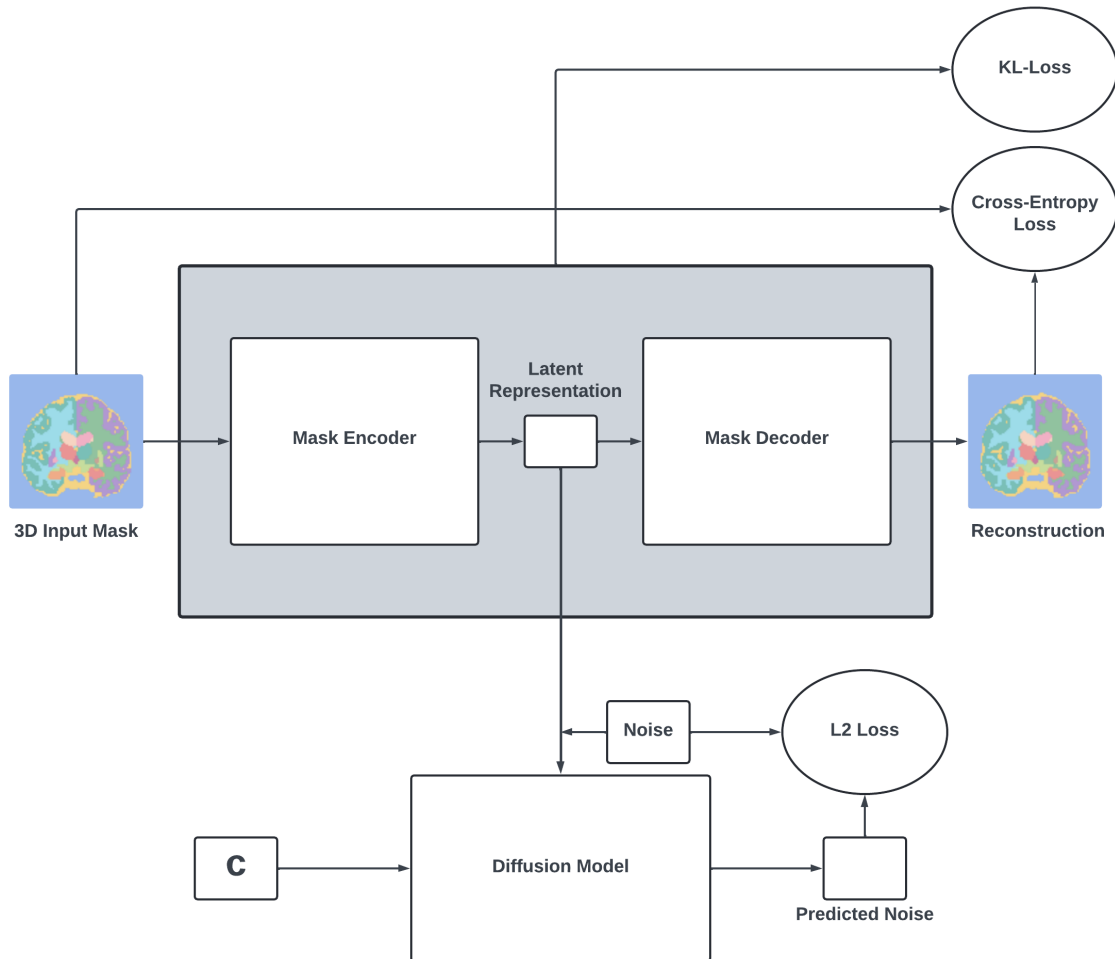 KL-Loss
Cross-Entropy
Loss
Latent
Representation
Mask Encoder
Mask Decoder
3D Input Mask
Reconstruction
Noise
L2 Loss
C
Diffusion Model
Predicted Noise